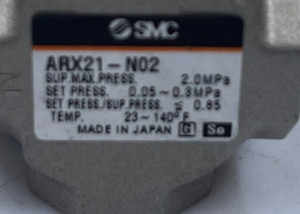 SMC
ARX21-N02
SUP.MAX.PRESS. 2.0MPa
SET PRESS. 0.05~0.3MPa
SET PRESS./SUP.PRESS. ≦ 0.85
TEMP. 23~140°F
MADE IN JAPAN G So